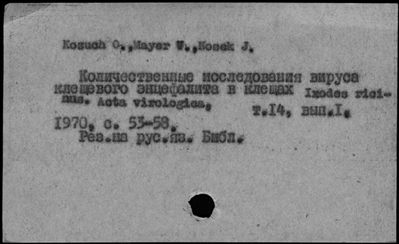 Kozuch O.,Mayer V.,Nosek J.
Количественные исследования вируса
клещевого энцефалита в клещах Ixodes rici-
nus. Acta virologica, т.14, вып.I,
1970, с. 53-58.
Рез.на рус.яз. Библ.